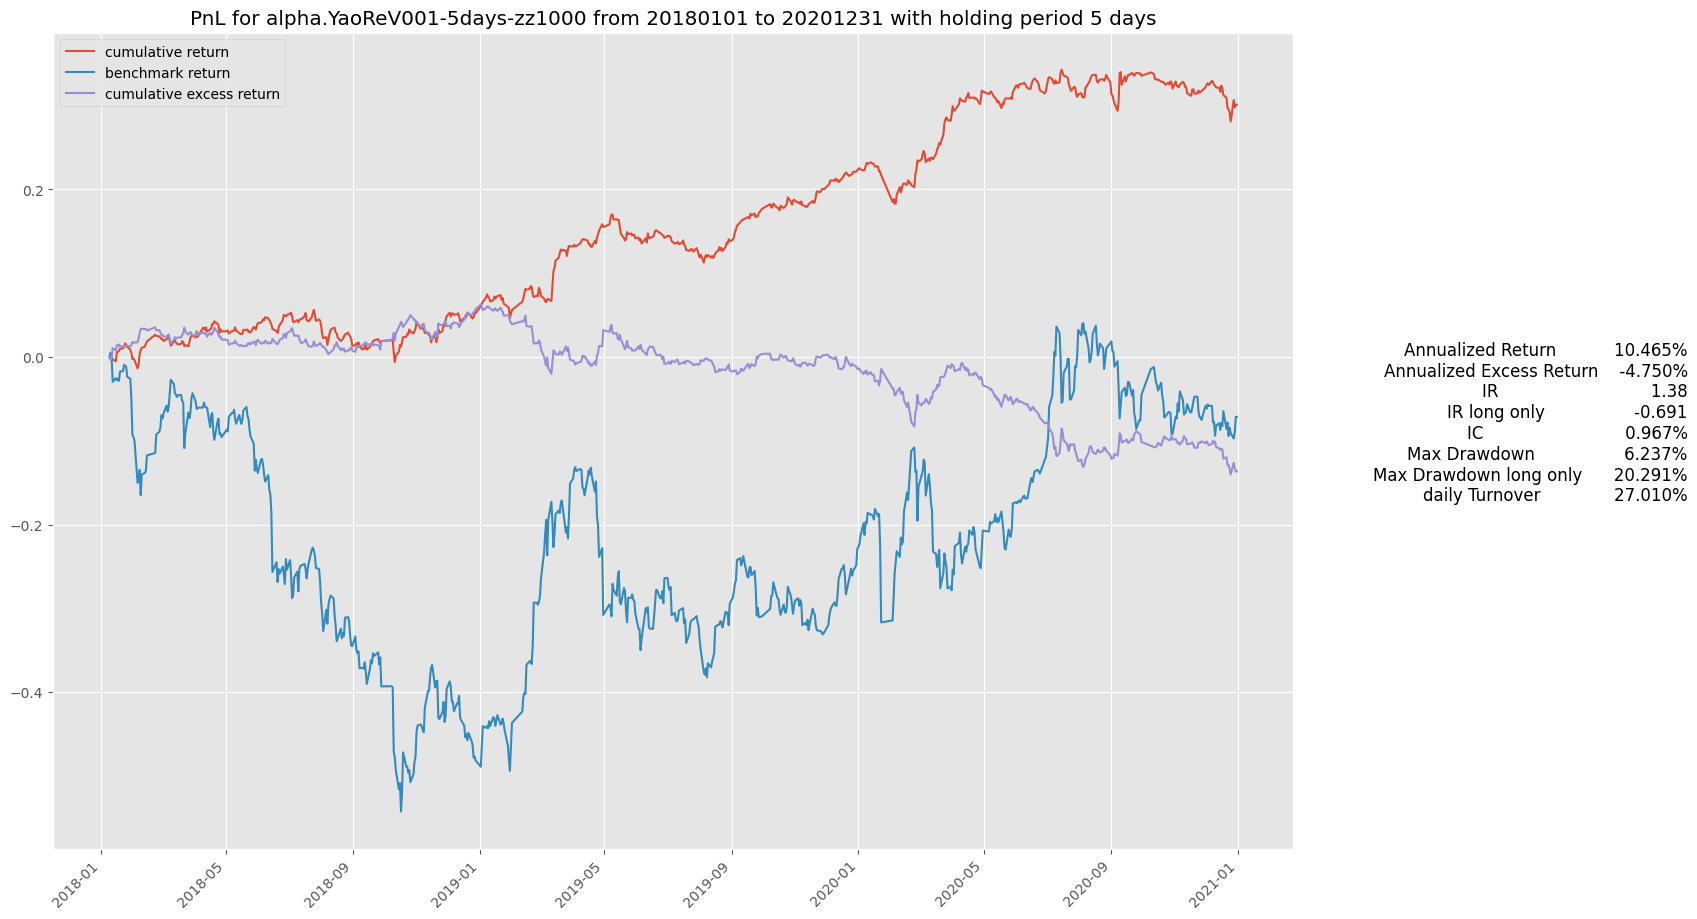 PnL for alpha.YaoReV001-5days-zz1000 from 20180101 to 20201231 with holding period 5 days
cumulative return
benchmark return
cumulative excess return
0.2
0.0
−0.2
−0.4
2018-01
2018-05
2018-09
2019-01
2019-05
2019-09
2020-01
2020-05
2020-09
2021-01
Annualized Return 10.465%
Annualized Excess Return -4.750%
IR 1.38
IR long only -0.691
IC 0.967%
Max Drawdown 6.237%
Max Drawdown long only 20.291%
daily Turnover 27.010%